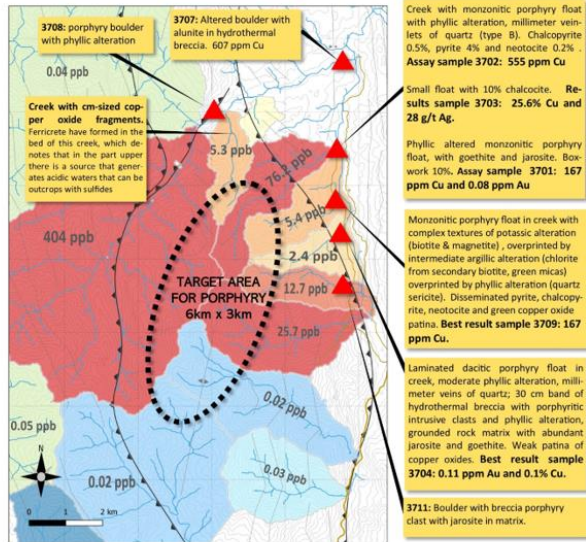 3708: porphyry boulder
with phyllic alteration
3707: Altered boulder with
alunite in hydrothermal
breccia. 607 ppm Cu
Creek with monzonitic porphyry float
with phyllic alteration, millimeter vein-
lets of quartz (type B). Chalcopyrite
0.5%, pyrite 4% and neotocite 0.2% .
Assay sample 3702: 555 ppm Cu
Small float with 10% chalcocite. Re-
sults sample 3703: 25.6% Cu and
28 g/t Ag.
Phyllic altered monzonitic porphyry
float, with goethite and jarosite. Box-
work 10%. Assay sample 3701: 167
ppm Cu and 0.08 ppm Au
0.04 ppb
Creek with cm-sized cop-
per oxide fragments.
Ferricrete have formed in the
bed of this creek, which de-
notes that in the part upper
there is a source that gener-
ates acidic waters that can be
outcrops with sulfides
5.3 ppb
76.2 ppb
404 ppb
5.4 ppb
2.4 ppb
12.7 ppb
25.7 ppb
TARGET AREA
FOR PORPHYRY
6km x 3km
Monzonitic porphyry float in creek with
complex textures of potassic alteration
(biotite & magnetite) , overprinted by
intermediate argillic alteration (chlorite
from secondary biotite, green micas)
overprinted by phyllic alteration (quartz
sericite). Disseminated pyrite, chalcopy-
rite, neotocite and green copper oxide
patina. Best result sample 3709: 167
ppm Cu.
Laminated dacitic porphyry float in
creek, moderate phyllic alteration, milli-
meter veins of quartz; 30 cm band of
hydrothermal breccia with porphyritic
intrusive clasts and phyllic alteration,
grounded rock matrix with abundant
jarosite and goethite. Weak patina of
copper oxides. Best result sample
3704: 0.11 ppm Au and 0.1% Cu.
3711: Boulder with breccia porphyry
clast with jarosite in matrix.
0.05 ppb
0.02 ppb
0.02 ppb
0.03 ppb
N
0 1 2 km